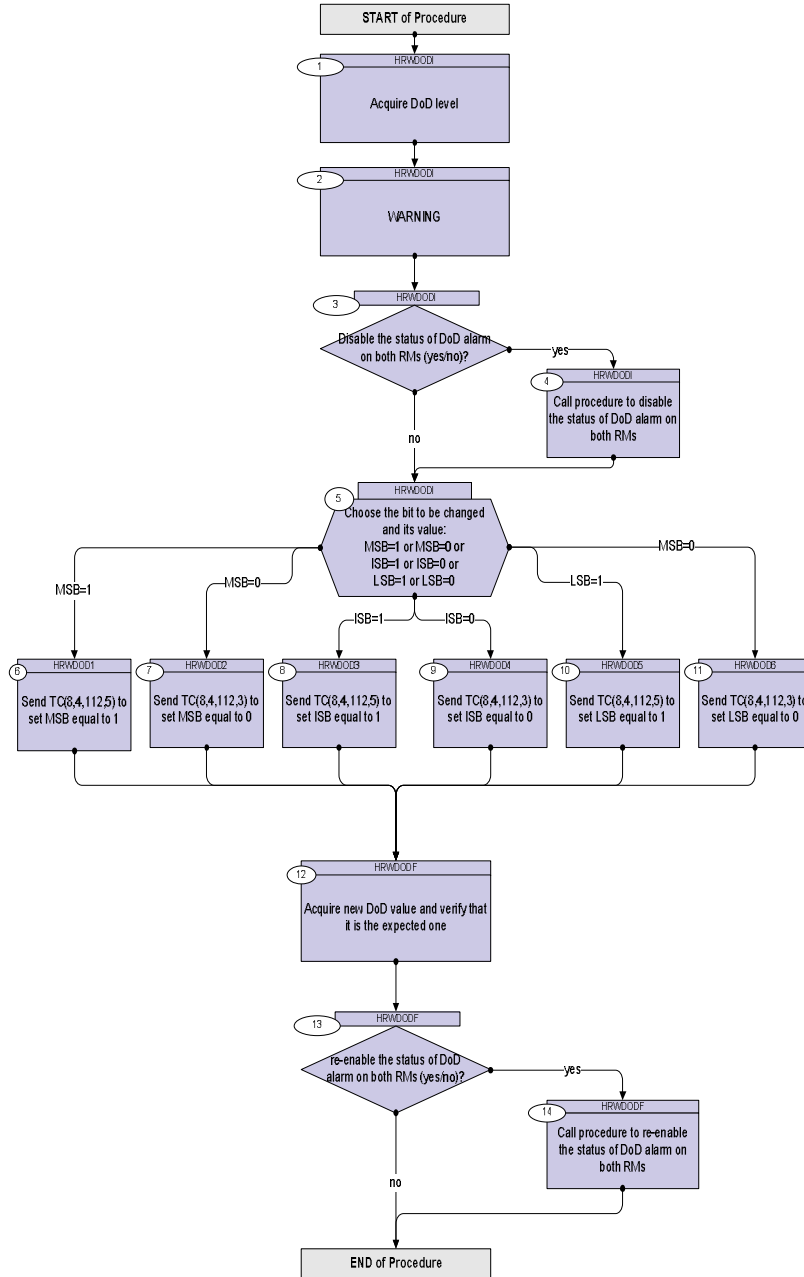 START of Procedure
HRWDODI
1
Acquire DoD level
HRWDODI
2
WARNING
HRWDODI
3
Disable the status of DoD alarm
on both RMs (yes/no)?
yes
HRWDODI
4
Call procedure to disable
the status of DoD alarm on
both RMs
no
HRWDODI
5
Choose the bit to be changed
and its value:
MSB=1 or MSB=0 or
ISB=1 or ISB=0 or
LSB=1 or LSB=0
MSB=1
MSB=0
ISB=1
ISB=0
LSB=1
MSB=0
HRWDOD1
6
Send TC(8,4,112,5) to
set MSB equal to 1
HRWDOD2
7
Send TC(8,4,112,3) to
set MSB equal to 0
HRWDOD3
8
Send TC(8,4,112,5) to
set ISB equal to 1
HRWDOD4
9
Send TC(8,4,112,3) to
set ISB equal to 0
HRWDOD5
10
Send TC(8,4,112,5) to
set LSB equal to 1
HRWDOD6
11
Send TC(8,4,112,3) to
set LSB equal to 0
HRWDODF
12
Acquire new DoD value and verify that
it is the expected one
HRWDODF
13
re-enable the status of DoD
alarm on both RMs (yes/no)?
yes
HRWDODF
14
Call procedure to re-enable
the status of DoD alarm on
both RMs
no
END of Procedure